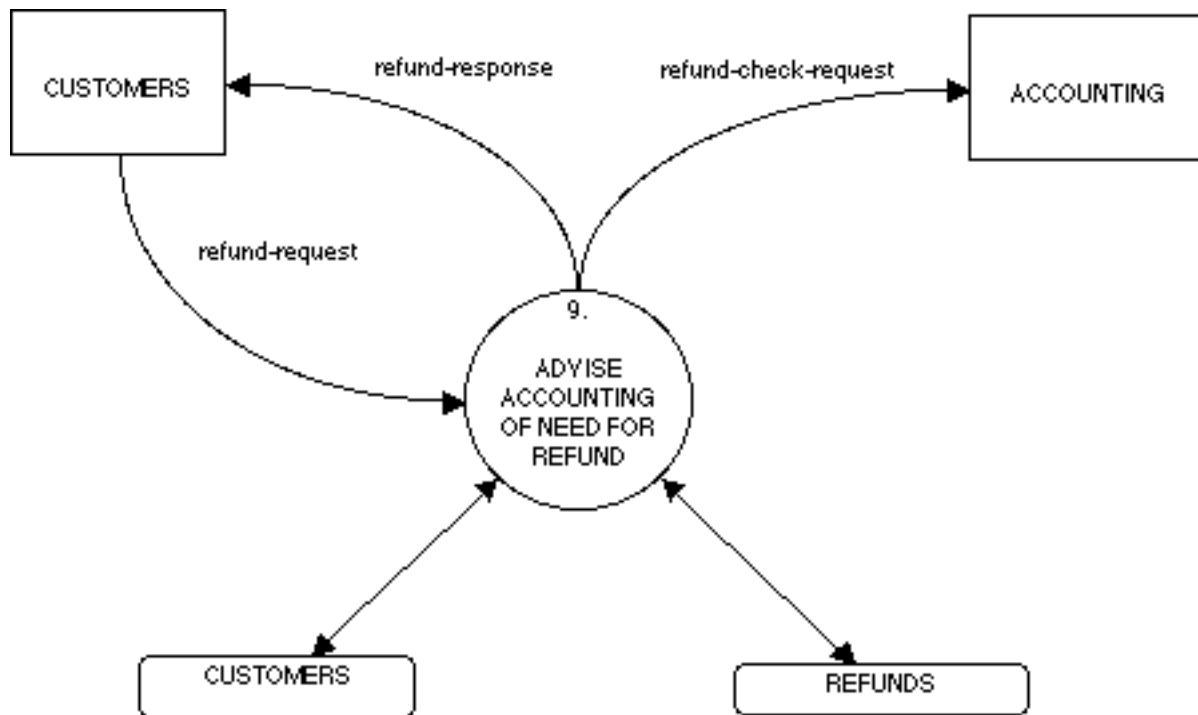 refund-response
refund-check-request
CUSTOMERS
ACCOUNTING
refund-request
9.
ADVISE
ACCOUNTING
OF NEED FOR
REFUND
CUSTOMERS
REFUNDS